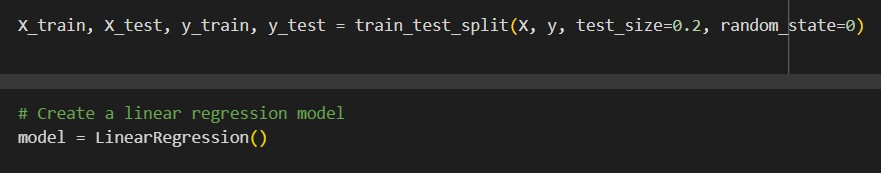 X_train, X_test, y_train, y_test = train_test_split(X, y, test_size=0.2, random_state=0)
# Create a linear regression model
model = LinearRegression()